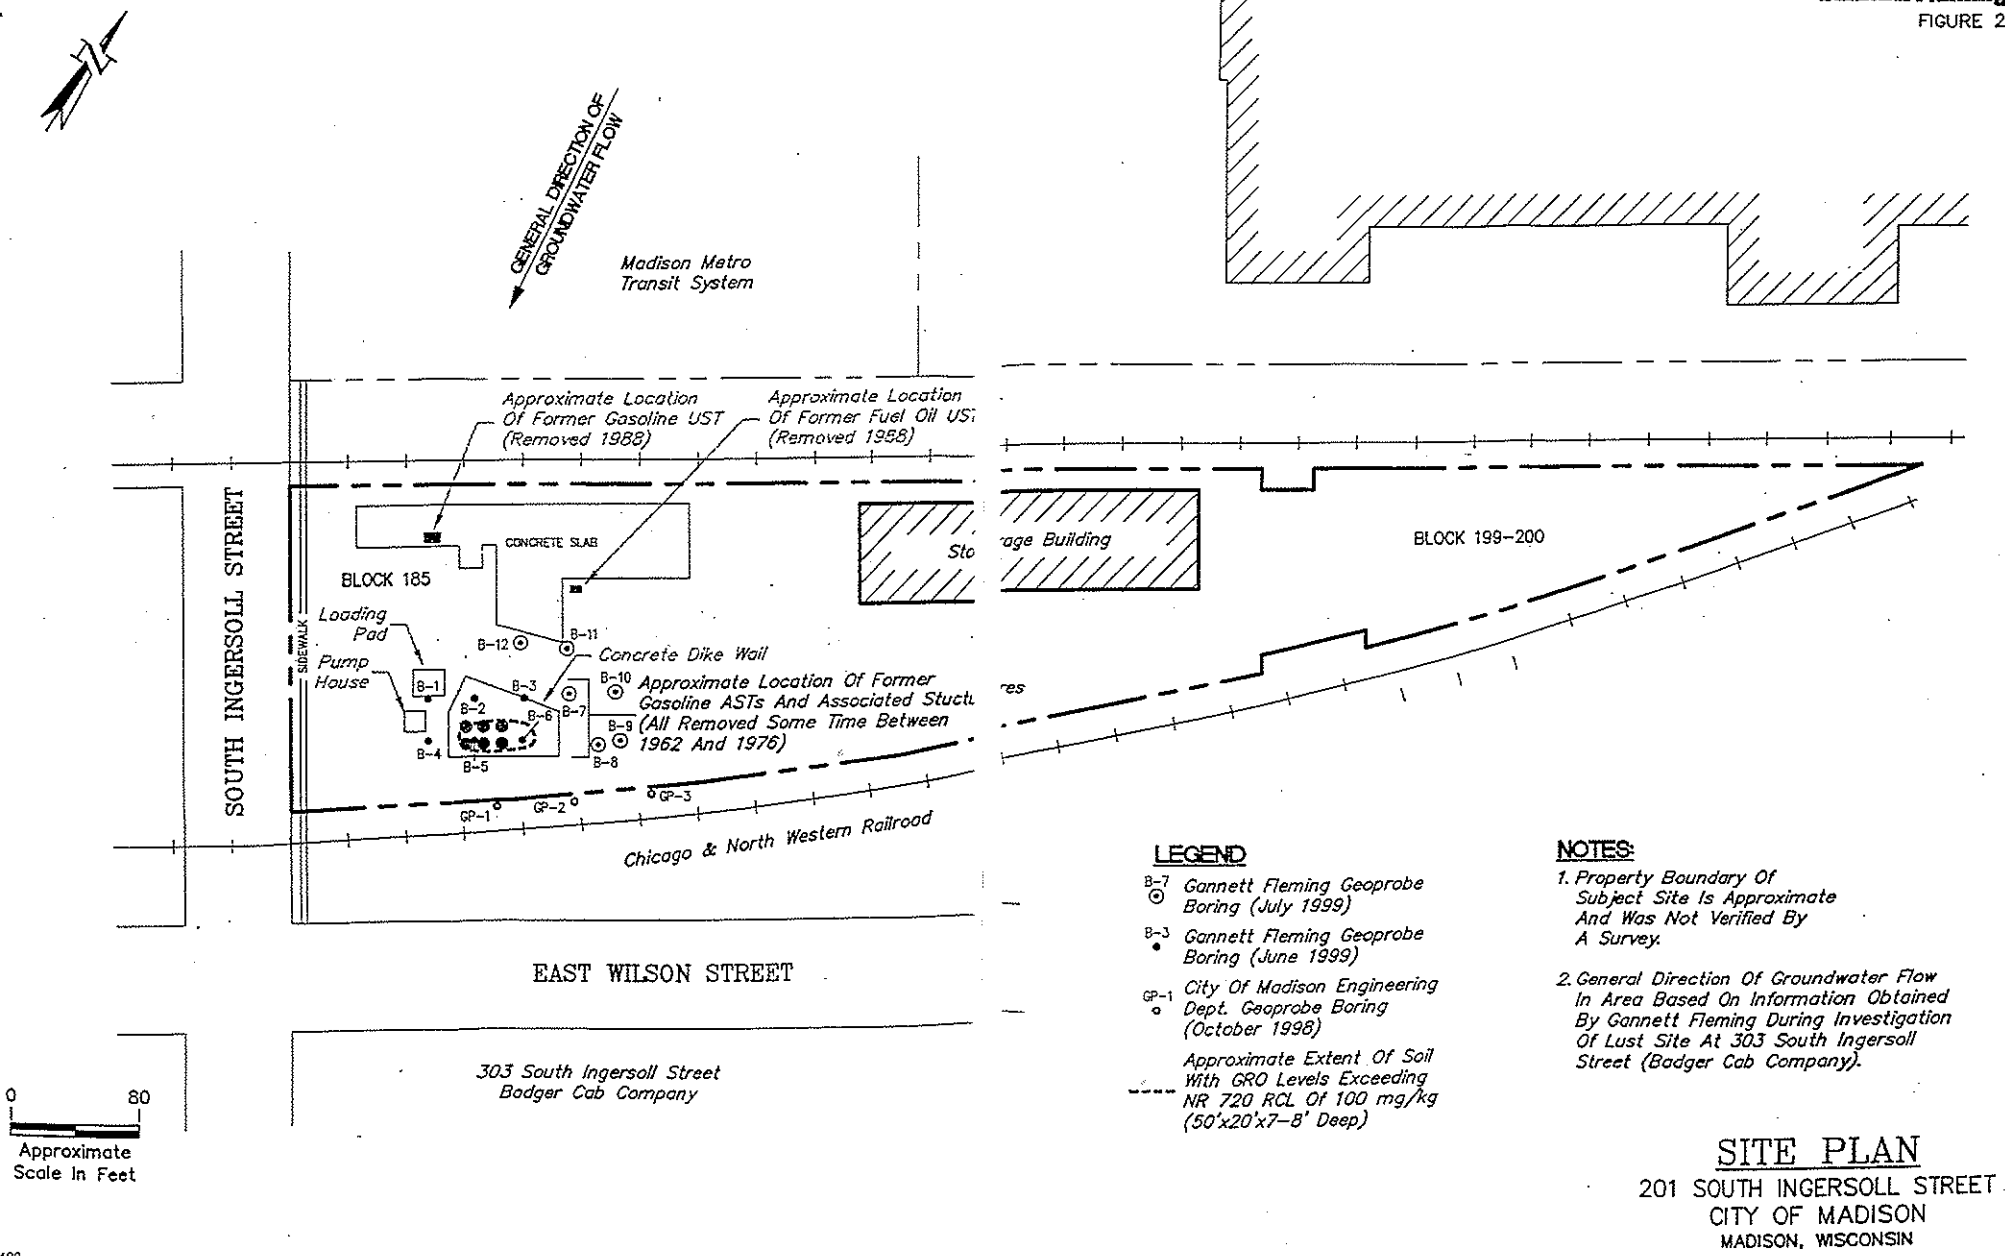 FIGURE 2
N
GENERAL DIRECTION OF
GROUNDWATER FLOW
Madison Metro
Transit System
Approximate Location
Of Former Gasoline UST
(Removed 1988)
Approximate Location
Of Former Fuel Oil US
(Removed 1958)
SOUTH INGERSOLL STREET
SIDEWALK
CONCRETE SLAB
BLOCK 185
Sto
rage Building
BLOCK 199-200
Loading
Pad
Pump
House
B-12
B-11
Concrete Dike Wall
B-1
B-2
B-3
B-4
B-5
B-6
B-7
B-10
B-9
B-8
Approximate Location Of Former
Gasoline ASTs And Associated Stuctu
res
(All Removed Some Time Between
1962 And 1976)
GP-1
GP-2
GP-3
Chicago & North Western Railroad
EAST WILSON STREET
303 South Ingersoll Street
Badger Cab Company
0 80
Approximate
Scale In Feet
LEGEND
B-7
Gannett Fleming Geoprobe
Boring (July 1999)
B-3
Gannett Fleming Geoprobe
Boring (June 1999)
GP-1
City Of Madison Engineering
Dept. Geoprobe Boring
(October 1998)
Approximate Extent Of Soil
With GRO Levels Exceeding
NR 720 RCL Of 100 mg/kg
(50'x20'x7-8' Deep)
NOTES:
1. Property Boundary Of
Subject Site Is Approximate
And Was Not Verified By
A Survey.
2. General Direction Of Groundwater Flow
In Area Based On Information Obtained
By Gannett Fleming During Investigation
Of Lust Site At 303 South Ingersoll
Street (Badger Cab Company).
SITE PLAN
201 SOUTH INGERSOLL STREET
CITY OF MADISON
MADISON, WISCONSIN